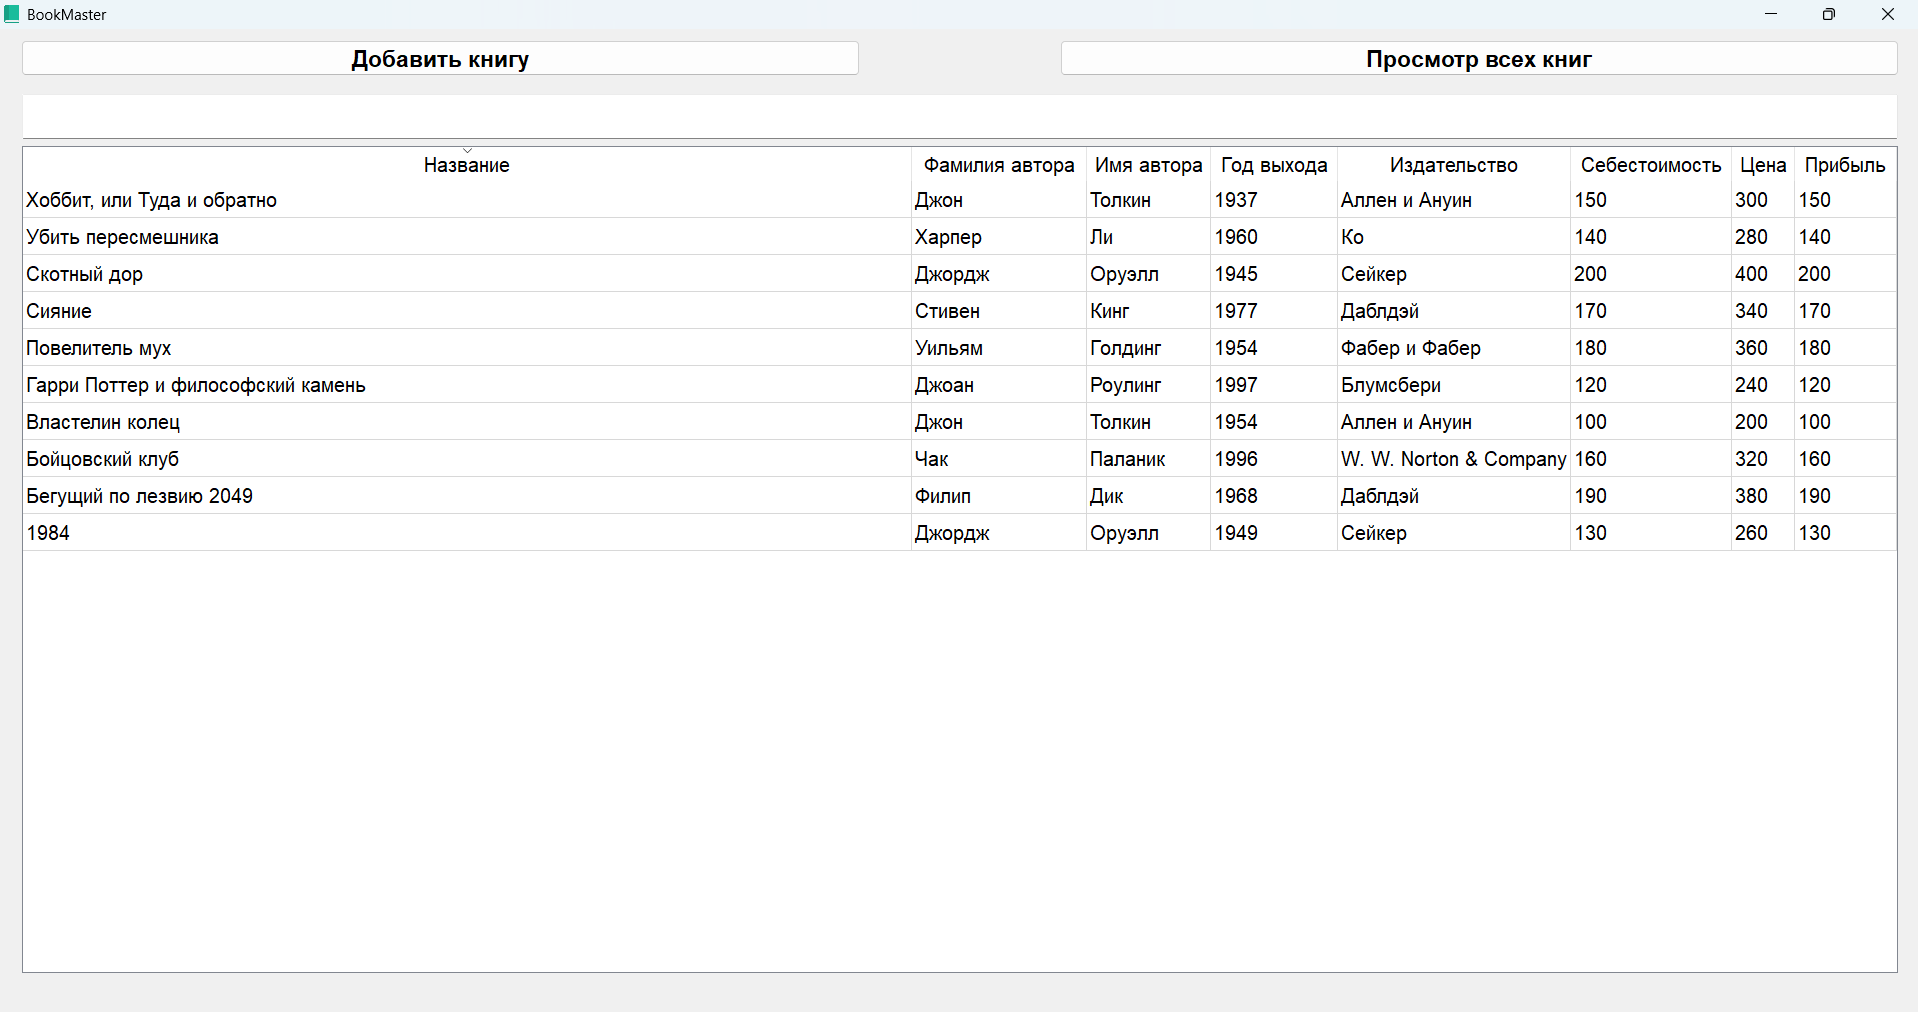 BookMaster
Добавить книгу Просмотр всех книг
Название Фамилия автора Имя автора Год выхода Издательство Себестоимость Цена Прибыль
Хоббит, или Туда и обратно Джон Толкин 1937 Аллен и Ануин 150 300 150
Убить пересмешника Харпер Ли 1960 Ко 140 280 140
Скотный дор Джордж Оруэлл 1945 Сейкер 200 400 200
Сияние Стивен Кинг 1977 Даблдэй 170 340 170
Повелитель мух Уильям Голдинг 1954 Фабер и Фабер 180 360 180
Гарри Поттер и философский камень Джоан Роулинг 1997 Блумсбери 120 240 120
Властелин колец Джон Толкин 1954 Аллен и Ануин 100 200 100
Бойцовский клуб Чак Паланик 1996 W. W. Norton & Company 160 320 160
Бегущий по лезвию 2049 Филип Дик 1968 Даблдэй 190 380 190
1984 Джордж Оруэлл 1949 Сейкер 130 260 130